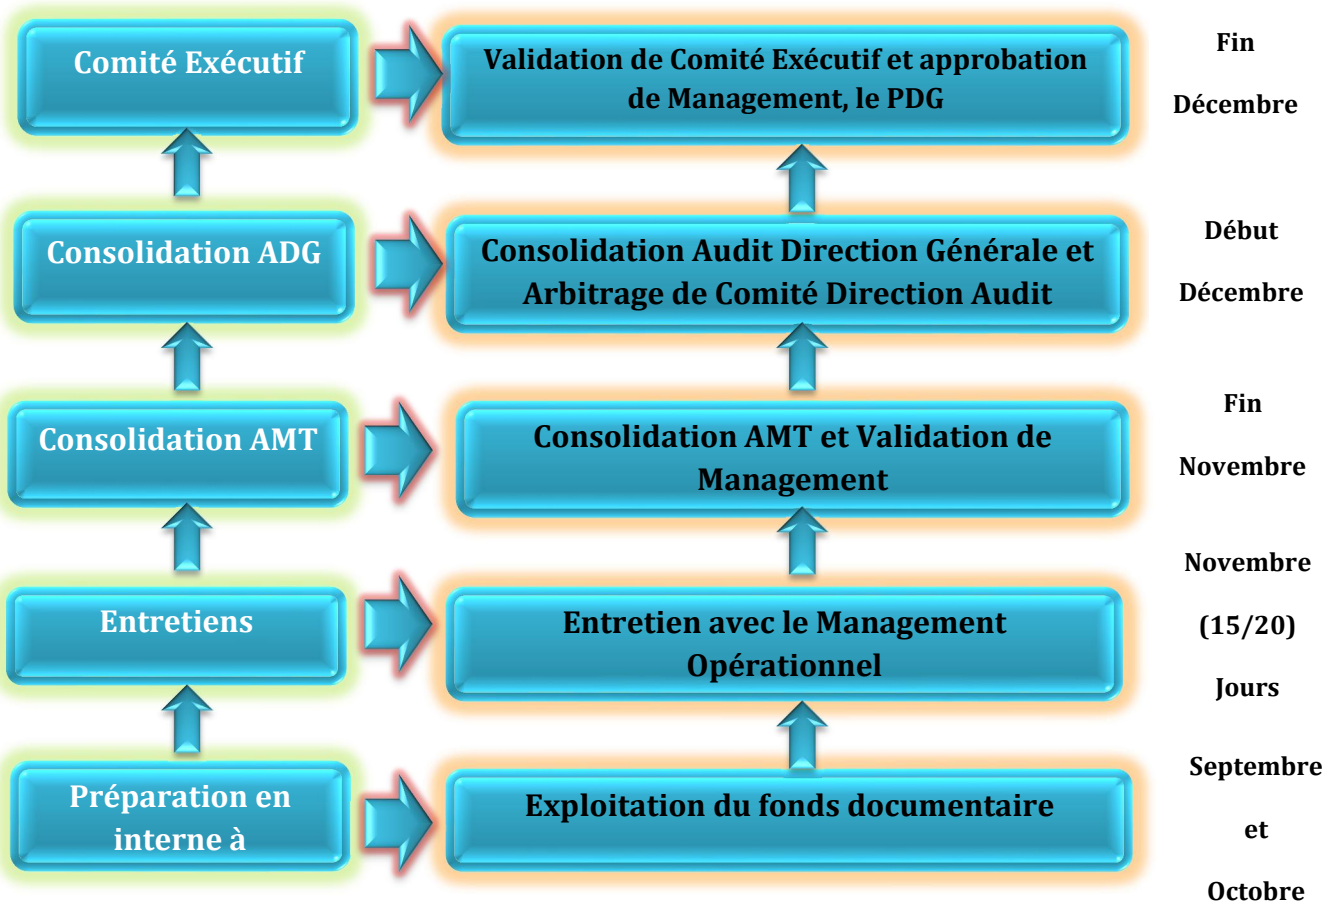 Comité Exécutif
Validation de Comité Exécutif et approbation
de Management, le PDG
Fin
Décembre
Consolidation ADG
Consolidation Audit Direction Générale et
Arbitrage de Comité Direction Audit
Début
Décembre
Consolidation AMT
Consolidation AMT et Validation de
Management
Fin
Novembre
Entretiens
Entretien avec le Management
Opérationnel
Novembre
(15/20)
Jours
Préparation en
interne à
Exploitation du fonds documentaire
Septembre
et
Octobre